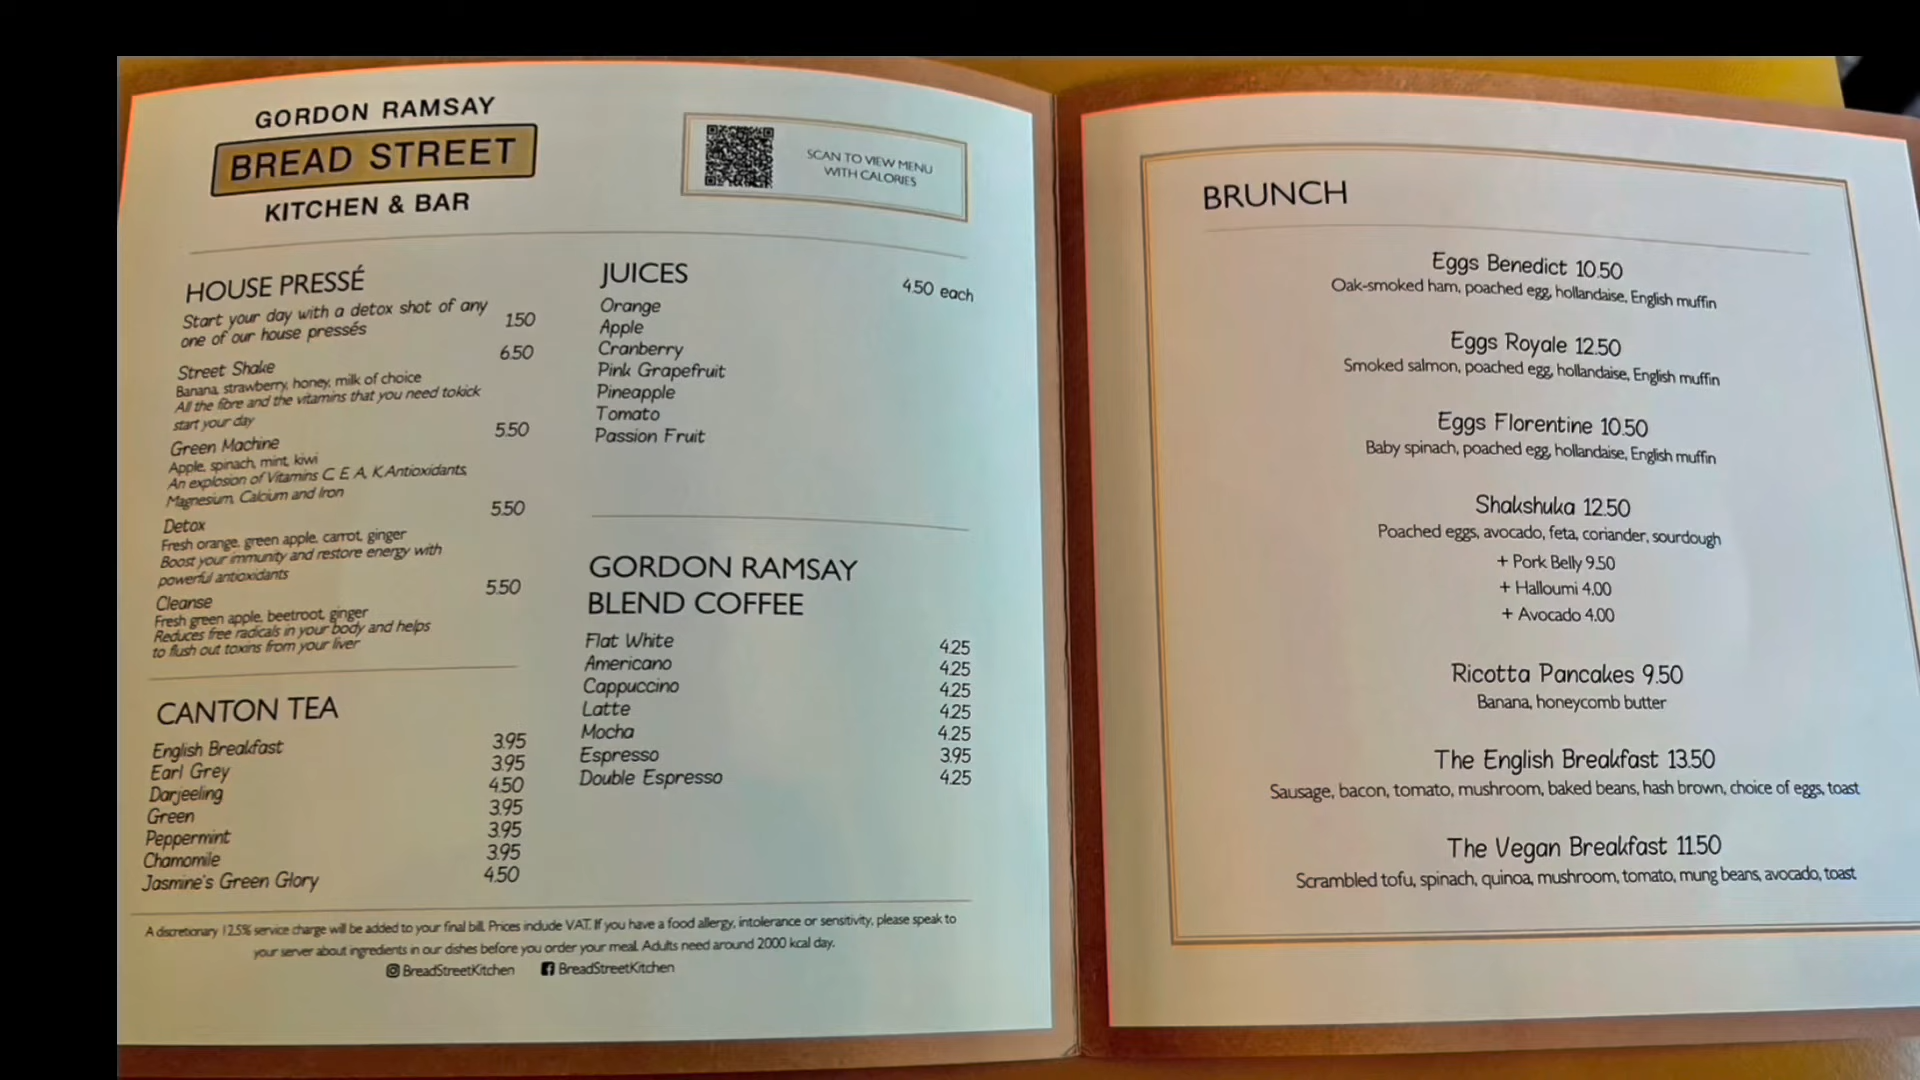 GORDON RAMSAY
BREAD STREET
KITCHEN & BAR
SCAN TO VIEW MENU
WITH CALORIES
HOUSE PRESSÉ
Start your day with a detox shot of any
one of our house pressés 1.50
Street Shake 6.50
Banana, strawberry, honey, milk of choice
All the fibre and the vitamins that you need tokick
start your day
Green Machine 5.50
Apple, spinach, mint, kiwi
An explosion of Vitamins C, E, A, K,Antioxidants,
Magnesium, Calcium and Iron
Detox 5.50
Fresh orange, green apple, carrot, ginger
Boost your immunity and restore energy with
powerful antioxidants
Cleanse 5.50
Fresh green apple, beetroot, ginger
Reduces free radicals in your body and helps
to flush out toxins from your liver
CANTON TEA
English Breakfast 3.95
Earl Grey 3.95
Darjeeling 4.50
Green 3.95
Peppermint 3.95
Chamomile 3.95
Jasmine's Green Glory 4.50
JUICES
4.50 each
Orange
Apple
Cranberry
Pink Grapefruit
Pineapple
Tomato
Passion Fruit
GORDON RAMSAY
BLEND COFFEE
Flat White 4.25
Americano 4.25
Cappuccino 4.25
Latte 4.25
Mocha 4.25
Espresso 3.95
Double Espresso 4.25
A discretionary 12.5% service charge will be added to your final bill. Prices include VAT. If you have a food allergy, intolerance or sensitivity, please speak to
your server about ingredients in our dishes before you order your meal. Adults need around 2000 kcal day.
BreadStreetKitchen BreadStreetKitchen
BRUNCH
Eggs Benedict 10.50
Oak-smoked ham, poached egg, hollandaise, English muffin
Eggs Royale 12.50
Smoked salmon, poached egg, hollandaise, English muffin
Eggs Florentine 10.50
Baby spinach, poached egg, hollandaise, English muffin
Shakshuka 12.50
Poached eggs, avocado, feta, coriander, sourdough
+ Pork Belly 9.50
+ Halloumi 4.00
+ Avocado 4.00
Ricotta Pancakes 9.50
Banana, honeycomb butter
The English Breakfast 13.50
Sausage, bacon, tomato, mushroom, baked beans, hash brown, choice of eggs, toast
The Vegan Breakfast 11.50
Scrambled tofu, spinach, quinoa, mushroom, tomato, mung beans, avocado, toast